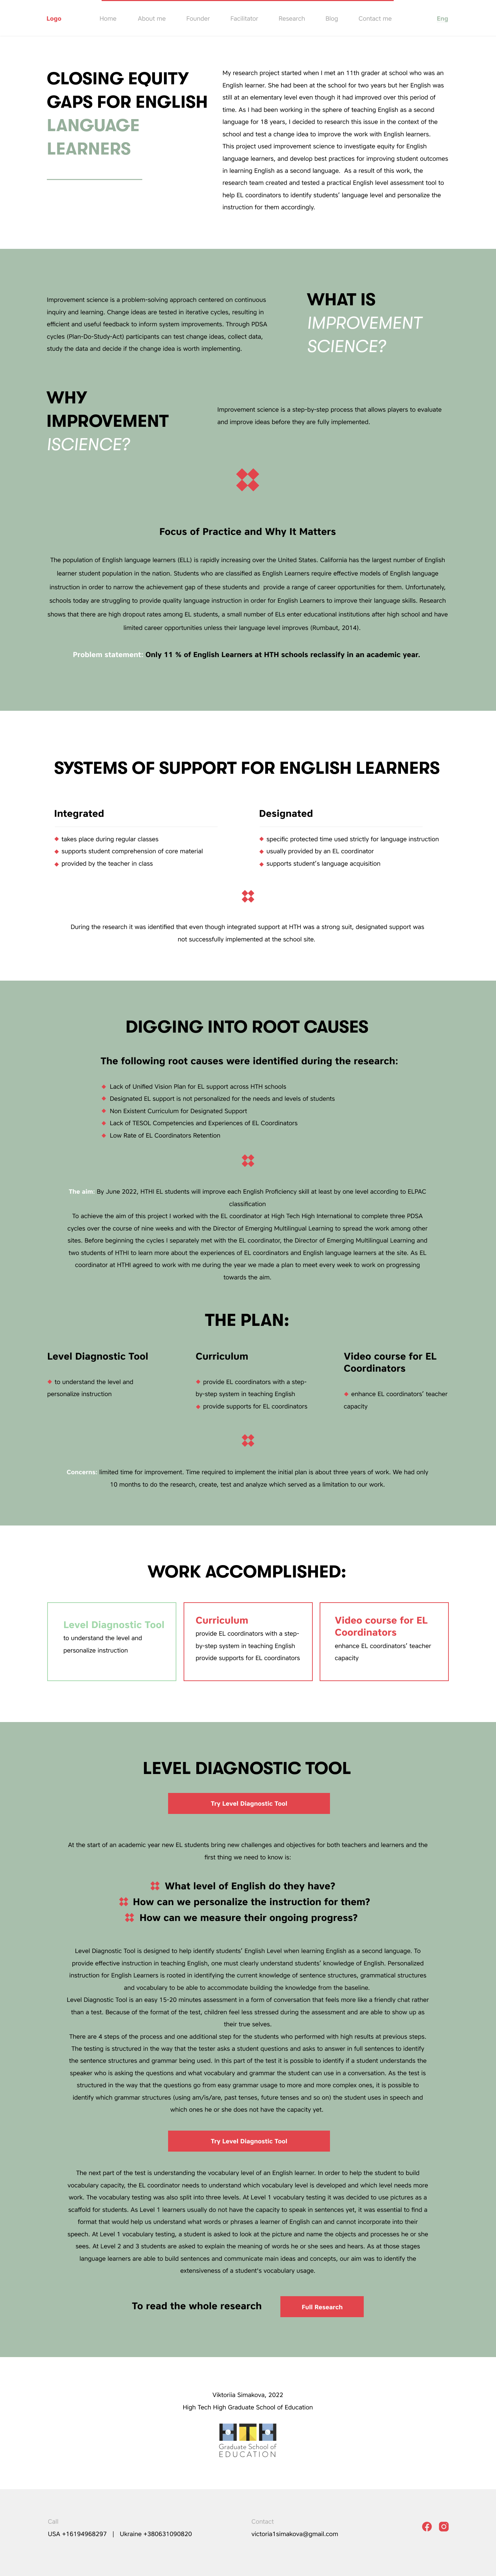 Logo Home About me Founder Facilitator Research Blog Contact me Eng
CLOSING EQUITY
GAPS FOR ENGLISH
LANGUAGE
LEARNERS
My research project started when I met an 11th grader at school who was an
English learner. She had been at the school for two years but her English was
still at an elementary level even though it had improved over this period of
time. As I had been working in the sphere of teaching English as a second
language for 18 years, I decided to research this issue in the context of the
school and test a change idea to improve the work with English learners.
This project used improvement science to investigate equity for English
language learners, and develop best practices for improving student outcomes
in learning English as a second language. As a result of this work, the
research team created and tested a practical English level assessment tool to
help EL coordinators to identify students' language level and personalize the
instruction for them accordingly.
Improvement science is a problem-solving approach centered on continuous
inquiry and learning. Change ideas are tested in iterative cycles, resulting in
efficient and useful feedback to inform system improvements. Through PDSA
cycles (Plan-Do-Study-Act) participants can test change ideas, collect data,
study the data and decide if the change idea is worth implementing.
WHAT IS
IMPROVEMENT
SCIENCE?
WHY
IMPROVEMENT
ISCIENCE?
Improvement science is a step-by-step process that allows players to evaluate
and improve ideas before they are fully implemented.
Focus of Practice and Why It Matters
The population of English language learners (ELL) is rapidly increasing over the United States. California has the largest number of English
learner student population in the nation. Students who are classified as English Learners require effective models of English language
instruction in order to narrow the achievement gap of these students and provide a range of career opportunities for them. Unfortunately,
schools today are struggling to provide quality language instruction in order for English Learners to improve their language skills. Research
shows that there are high dropout rates among EL students, a small number of ELs enter educational institutions after high school and have
limited career opportunities unless their language level improves (Rumbaut, 2014).
Problem statement: Only 11 % of English Learners at HTH schools reclassify in an academic year.
SYSTEMS OF SUPPORT FOR ENGLISH LEARNERS
Integrated
takes place during regular classes
supports student comprehension of core material
provided by the teacher in class
Designated
specific protected time used strictly for language instruction
usually provided by an EL coordinator
supports student's language acquisition
During the research it was identified that even though integrated support at HTH was a strong suit, designated support was
not successfully implemented at the school site.
DIGGING INTO ROOT CAUSES
The following root causes were identified during the research:
Lack of Unified Vision Plan for EL support across HTH schools
Designated EL support is not personalized for the needs and levels of students
Non Existent Curriculum for Designated Support
Lack of TESOL Competencies and Experiences of EL Coordinators
Low Rate of EL Coordinators Retention
The aim: By June 2022, HTHI EL students will improve each English Proficiency skill at least by one level according to ELPAC
classification
To achieve the aim of this project I worked with the EL coordinator at High Tech High International to complete three PDSA
cycles over the course of nine weeks and with the Director of Emerging Multilingual Learning to spread the work among other
sites. Before beginning the cycles I separately met with the EL coordinator, the Director of Emerging Multilingual Learning and
two students of HTHI to learn more about the experiences of EL coordinators and English language learners at the site. As EL
coordinator at HTHI agreed to work with me during the year we made a plan to meet every week to work on progressing
towards the aim.
THE PLAN:
Level Diagnostic Tool
to understand the level and
personalize instruction
Curriculum
provide EL coordinators with a step-
by-step system in teaching English
provide supports for EL coordinators
Video course for EL
Coordinators
enhance EL coordinators' teacher
capacity
Concerns: limited time for improvement. Time required to implement the initial plan is about three years of work. We had only
10 months to do the research, create, test and analyze which served as a limitation to our work.
WORK ACCOMPLISHED:
Level Diagnostic Tool
to understand the level and
personalize instruction
Curriculum
provide EL coordinators with a step-
by-step system in teaching English
provide supports for EL coordinators
Video course for EL
Coordinators
enhance EL coordinators' teacher
capacity
LEVEL DIAGNOSTIC TOOL
Try Level Diagnostic Tool
At the start of an academic year new EL students bring new challenges and objectives for both teachers and learners and the
first thing we need to know is:
What level of English do they have?
How can we personalize the instruction for them?
How can we measure their ongoing progress?
Level Diagnostic Tool is designed to help identify students' English Level when learning English as a second language. To
provide effective instruction in teaching English, one must clearly understand students' knowledge of English. Personalized
instruction for English Learners is rooted in identifying the current knowledge of sentence structures, grammatical structures
and vocabulary to be able to accommodate building the knowledge from the baseline.
Level Diagnostic Tool is an easy 15-20 minutes assessment in a form of conversation that feels more like a friendly chat rather
than a test. Because of the format of the test, children feel less stressed during the assessment and are able to show up as
their true selves.
There are 4 steps of the process and one additional step for the students who performed with high results at previous steps.
The testing is structured in the way that the tester asks a student questions and asks to answer in full sentences to identify
the sentence structures and grammar being used. In this part of the test it is possible to identify if a student understands the
speaker who is asking the questions and what vocabulary and grammar the student can use in a conversation. As the test is
structured in the way that the questions go from easy grammar usage to more and more complex ones, it is possible to
identify which grammar structures (using am/is/are, past tenses, future tenses and so on) the student uses in speech and
which ones he or she does not have the capacity yet.
Try Level Diagnostic Tool
The next part of the test is understanding the vocabulary level of an English learner. In order to help the student to build
vocabulary capacity, the EL coordinator needs to understand which vocabulary level is developed and which level needs more
work. The vocabulary testing was also split into three levels. At Level 1 vocabulary testing it was decided to use pictures as a
scaffold for students. As Level 1 learners usually do not have the capacity to speak in sentences yet, it was essential to find a
format that would help us understand what words or phrases a learner of English can and cannot incorporate into their
speech. At Level 1 vocabulary testing, a student is asked to look at the picture and name the objects and processes he or she
sees. At Level 2 and 3 students are asked to explain the meaning of words he or she sees and hears. As at those stages
language learners are able to build sentences and communicate main ideas and concepts, our aim was to identify the
extensiveness of a student's vocabulary usage.
To read the whole research
Full Research
Viktoriia Simakova, 2022
High Tech High Graduate School of Education
HTH
Graduate School of
EDUCATION
Call
USA +16194968297 | Ukraine +380631090820
Contact
victoria1simakova@gmail.com